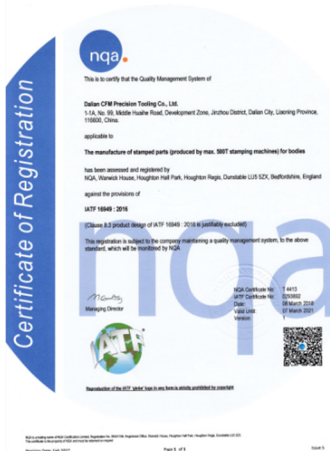 nqa.
Certificate of Registration
This is to certify that the Quality Management System of
Dalian CFM Precision Tooling Co., Ltd.
1-1A, No. 99, Middle Huaihe Road, Development Zone, Jinzhou District, Dalian City, Liaoning Province,
116600, China
applicable to
The manufacture of stamped parts (produced by max. 500T stamping machines) for bodies
has been assessed and registered by
NQA, Warwick House, Houghton Hall Park, Houghton Regis, Dunstable LU5 5ZX, Bedfordshire, England
against the provisions of
IATF 16949 : 2016
(Clause 8.3 product design of IATF 16949 : 2016 is justifiably excluded)
This registration is subject to the company maintaining a quality management system, to the above
standard, which will be monitored by NQA
nqa
Managing Director
NQA Certificate No: T 4413
IATF Certificate No:
Date: 08 March 2018
Valid Until: 07 March 2021
Version: 1
IATF
Reproduction of the IATF "globe" logo in any form is strictly prohibited by copyright